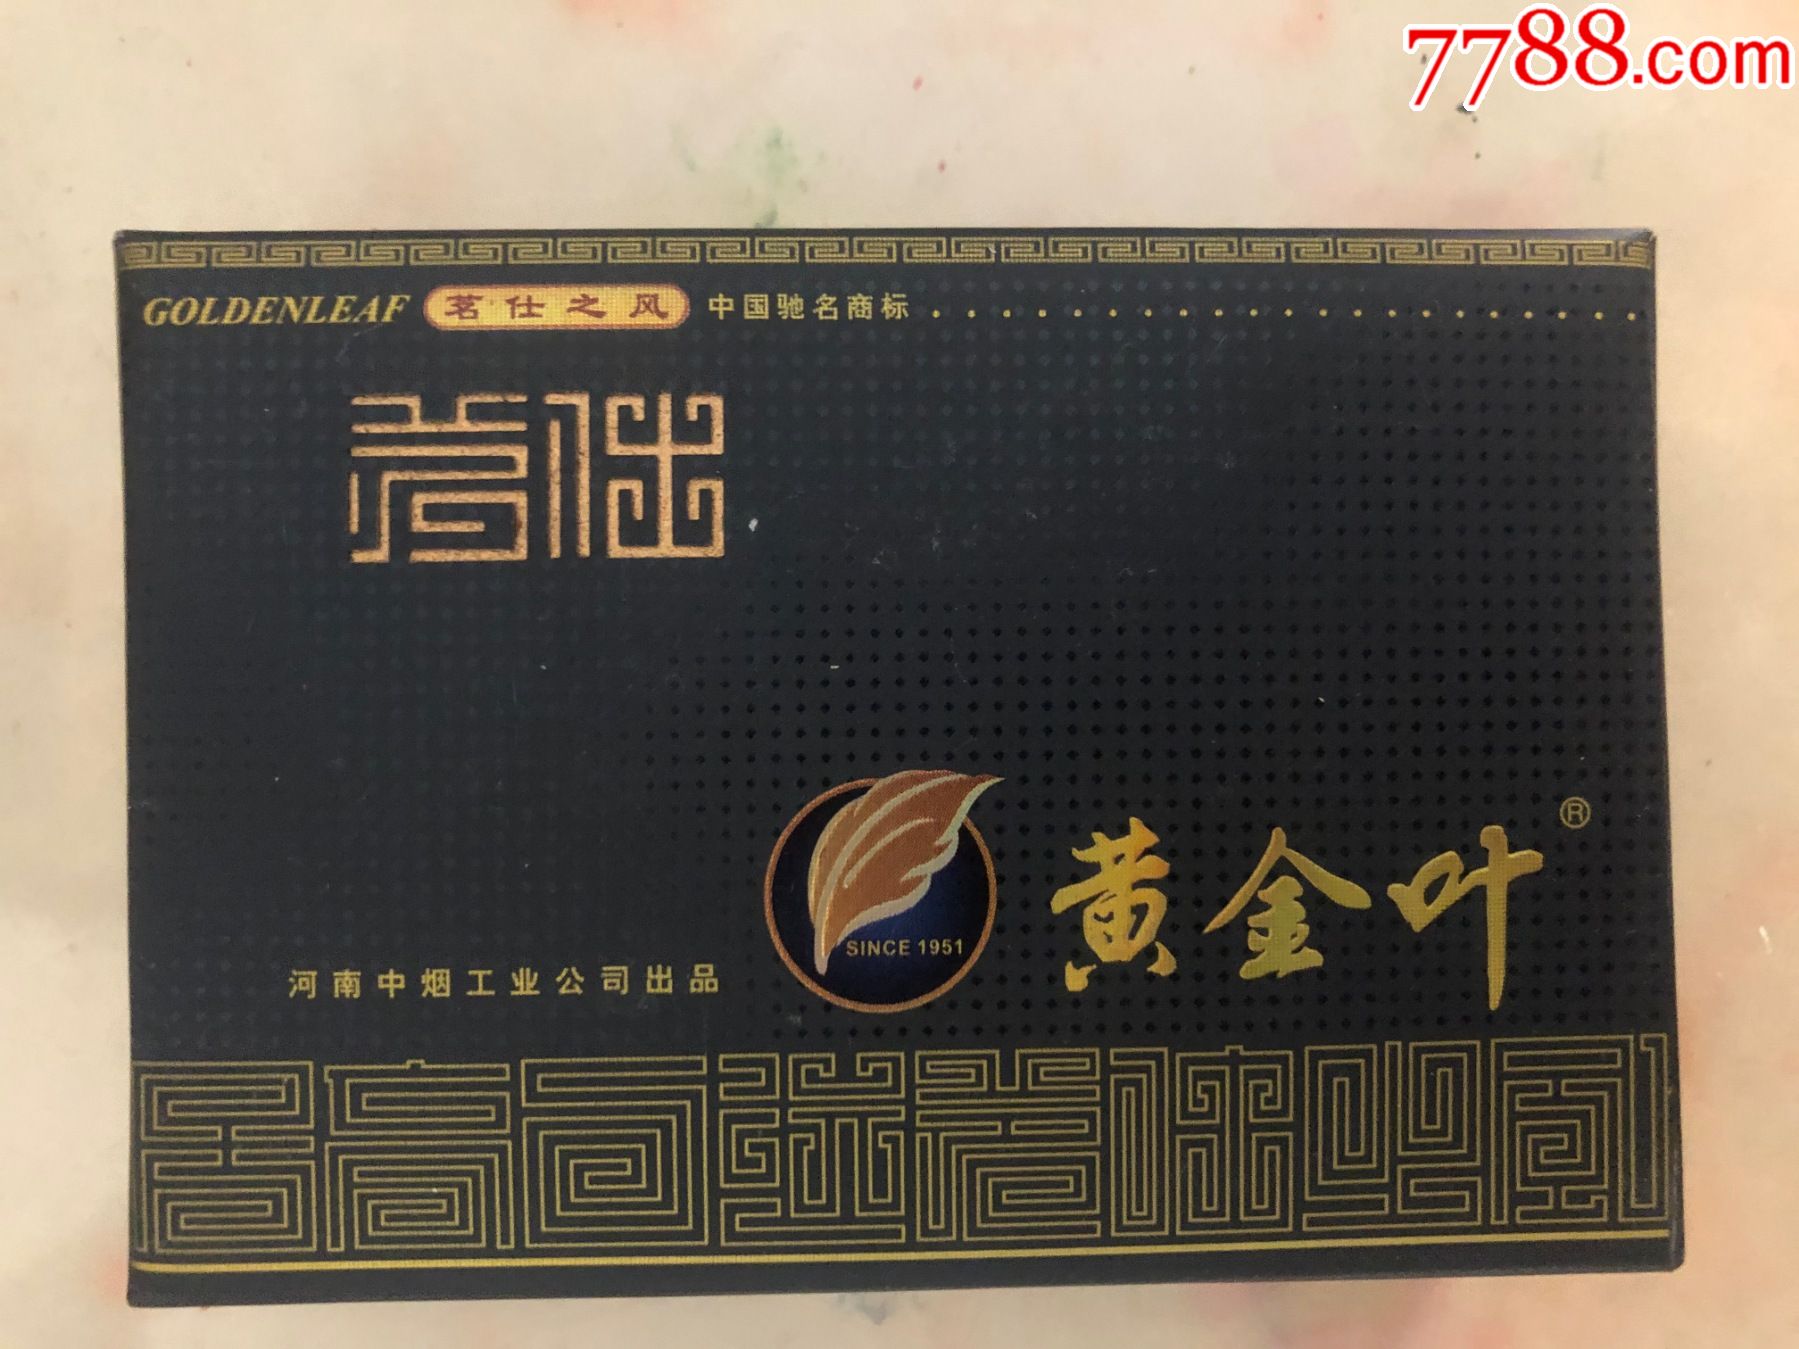 7788.com
GOLDENLEAF 茗仕之风 中国驰名商标
茗仕
SINCE 1951
黄金叶®
河南中烟工业公司出品